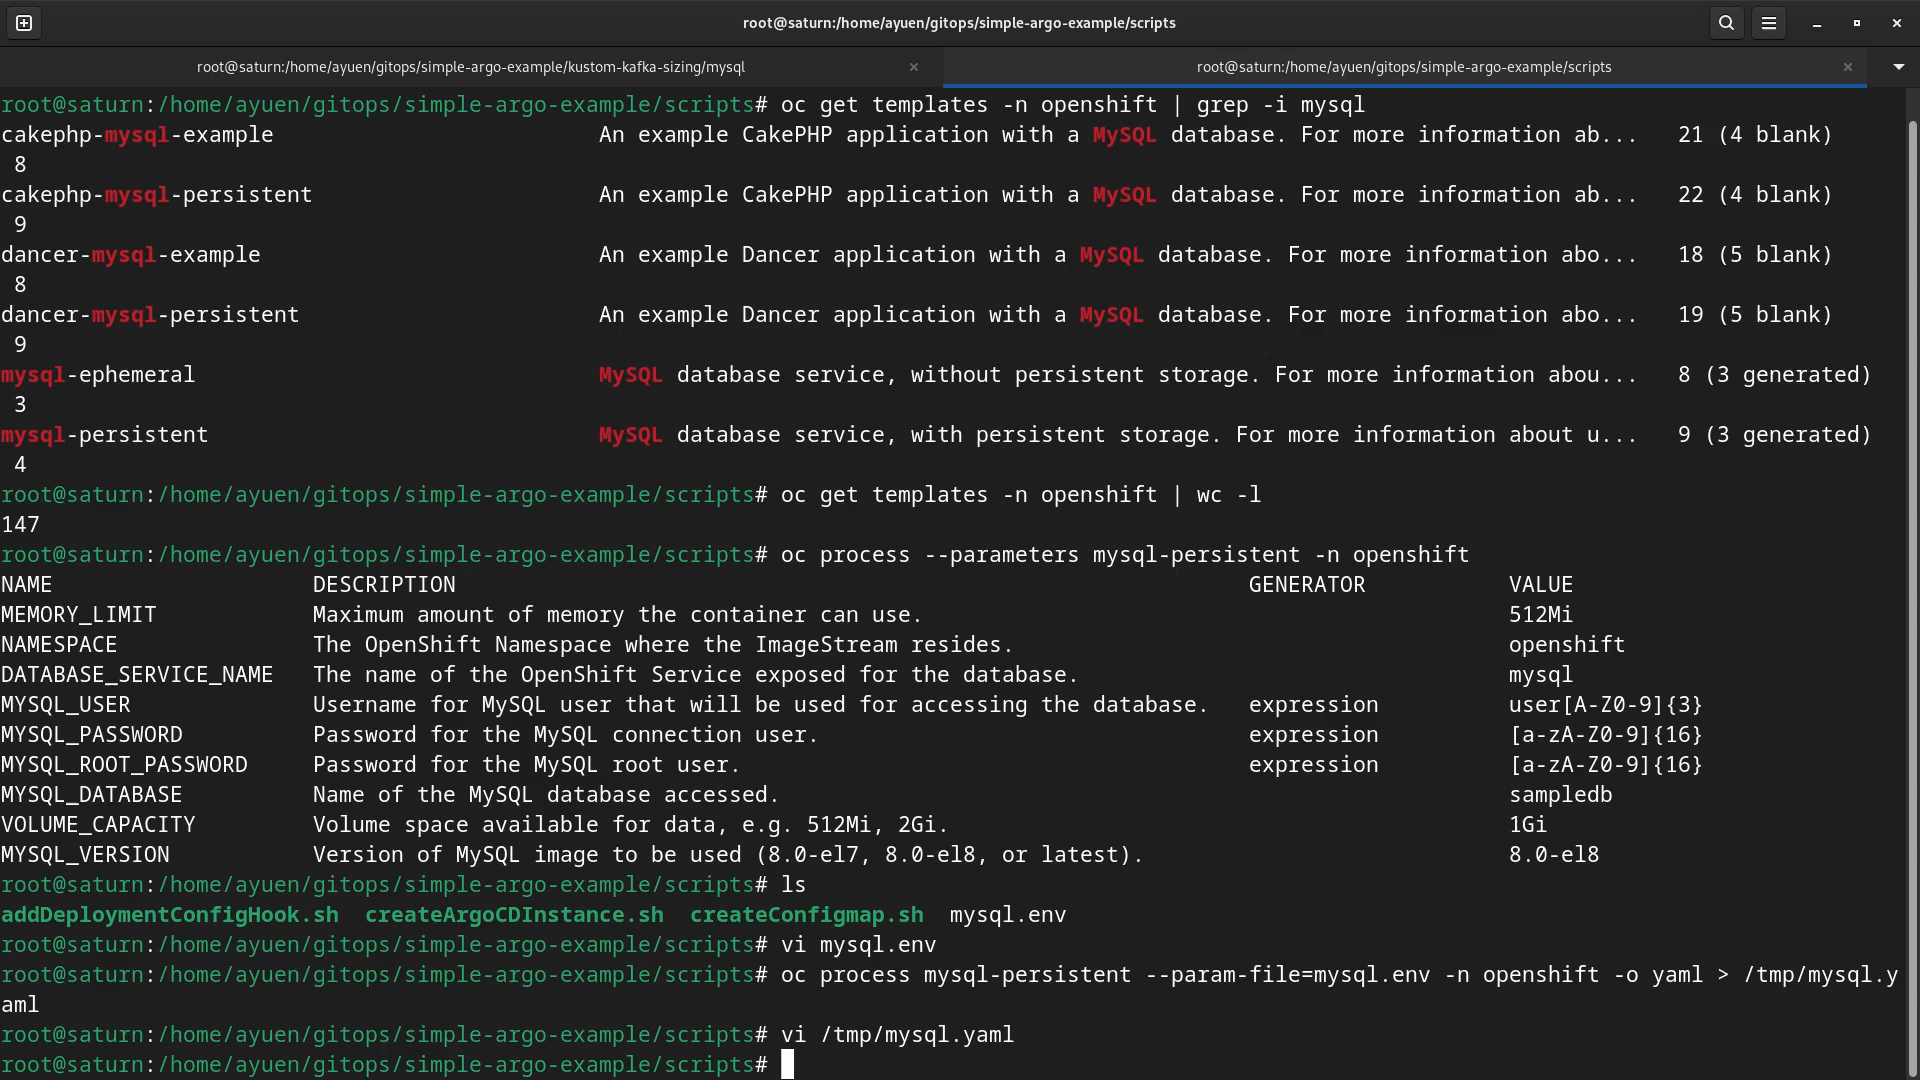 root@saturn:/home/ayuen/gitops/simple-argo-example/scripts
root@saturn:/home/ayuen/gitops/simple-argo-example/kustom-kafka-sizing/mysql
root@saturn:/home/ayuen/gitops/simple-argo-example/scripts
root@saturn:/home/ayuen/gitops/simple-argo-example/scripts# oc get templates -n openshift | grep -i mysql
cakephp-mysql-example An example CakePHP application with a MySQL database. For more information ab... 21 (4 blank)
8
cakephp-mysql-persistent An example CakePHP application with a MySQL database. For more information ab... 22 (4 blank)
9
dancer-mysql-example An example Dancer application with a MySQL database. For more information abo... 18 (5 blank)
8
dancer-mysql-persistent An example Dancer application with a MySQL database. For more information abo... 19 (5 blank)
9
mysql-ephemeral MySQL database service, without persistent storage. For more information abou... 8 (3 generated)
3
mysql-persistent MySQL database service, with persistent storage. For more information about u... 9 (3 generated)
4
root@saturn:/home/ayuen/gitops/simple-argo-example/scripts# oc get templates -n openshift | wc -l
147
root@saturn:/home/ayuen/gitops/simple-argo-example/scripts# oc process --parameters mysql-persistent -n openshift
NAME DESCRIPTION GENERATOR VALUE
MEMORY_LIMIT Maximum amount of memory the container can use. 512Mi
NAMESPACE The OpenShift Namespace where the ImageStream resides. openshift
DATABASE_SERVICE_NAME The name of the OpenShift Service exposed for the database. mysql
MYSQL_USER Username for MySQL user that will be used for accessing the database. expression user[A-Z0-9]{3}
MYSQL_PASSWORD Password for the MySQL connection user. expression [a-zA-Z0-9]{16}
MYSQL_ROOT_PASSWORD Password for the MySQL root user. expression [a-zA-Z0-9]{16}
MYSQL_DATABASE Name of the MySQL database accessed. sampledb
VOLUME_CAPACITY Volume space available for data, e.g. 512Mi, 2Gi. 1Gi
MYSQL_VERSION Version of MySQL image to be used (8.0-el7, 8.0-el8, or latest). 8.0-el8
root@saturn:/home/ayuen/gitops/simple-argo-example/scripts# ls
addDeploymentConfigHook.sh createArgoCDInstance.sh createConfigmap.sh mysql.env
root@saturn:/home/ayuen/gitops/simple-argo-example/scripts# vi mysql.env
root@saturn:/home/ayuen/gitops/simple-argo-example/scripts# oc process mysql-persistent --param-file=mysql.env -n openshift -o yaml > /tmp/mysql.y
aml
root@saturn:/home/ayuen/gitops/simple-argo-example/scripts# vi /tmp/mysql.yaml
root@saturn:/home/ayuen/gitops/simple-argo-example/scripts#